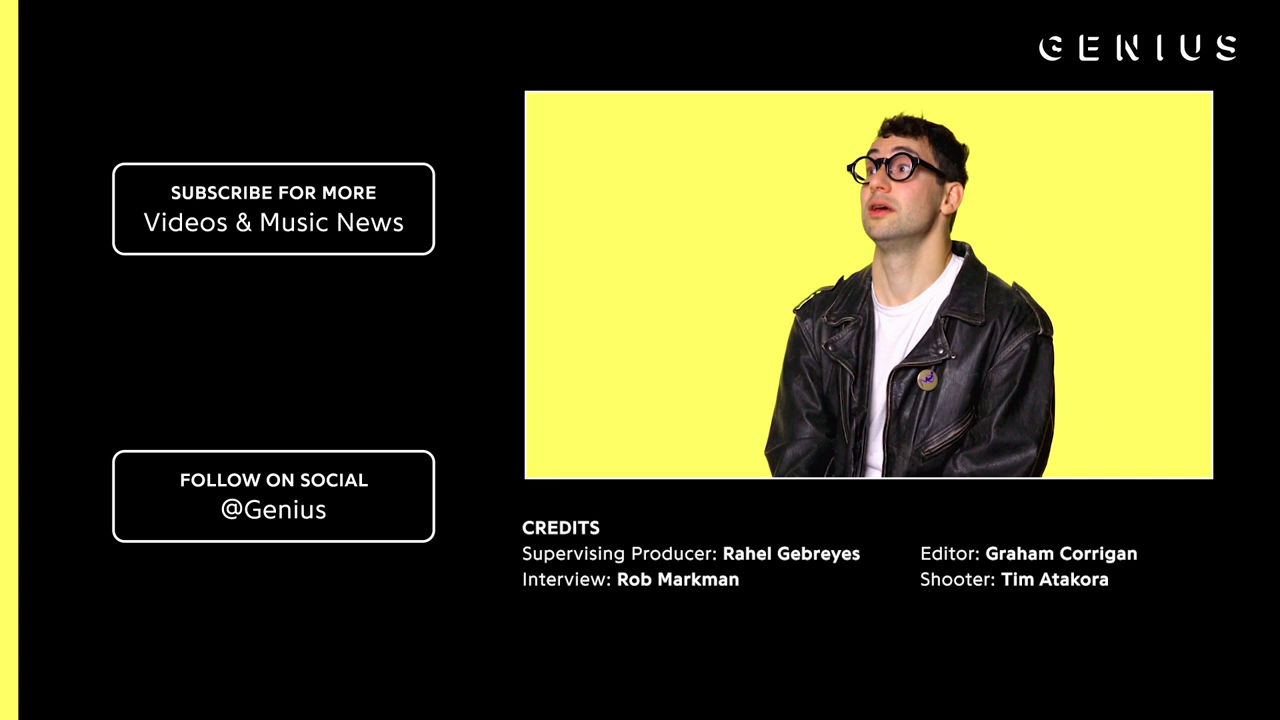 GENIUS
SUBSCRIBE FOR MORE
Videos & Music News
FOLLOW ON SOCIAL
@Genius
CREDITS
Supervising Producer: Rahel Gebreyes
Interview: Rob Markman
Editor: Graham Corrigan
Shooter: Tim Atakora